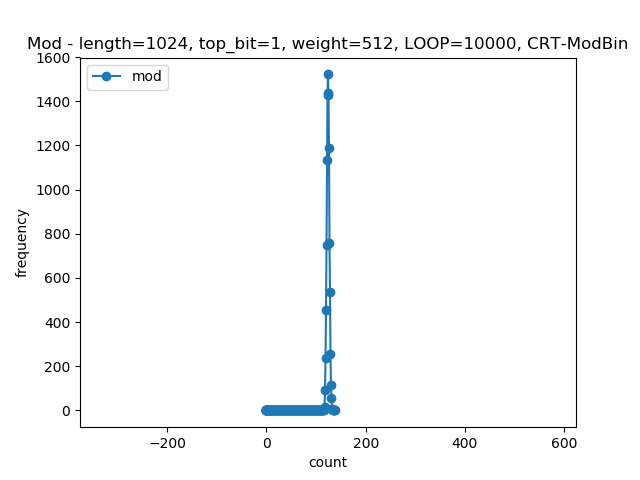 Mod - length=1024, top_bit=1, weight=512, LOOP=10000, CRT-ModBin
mod
1600
1400
1200
1000
800
600
400
200
0
frequency
−200 0 200 400 600
count